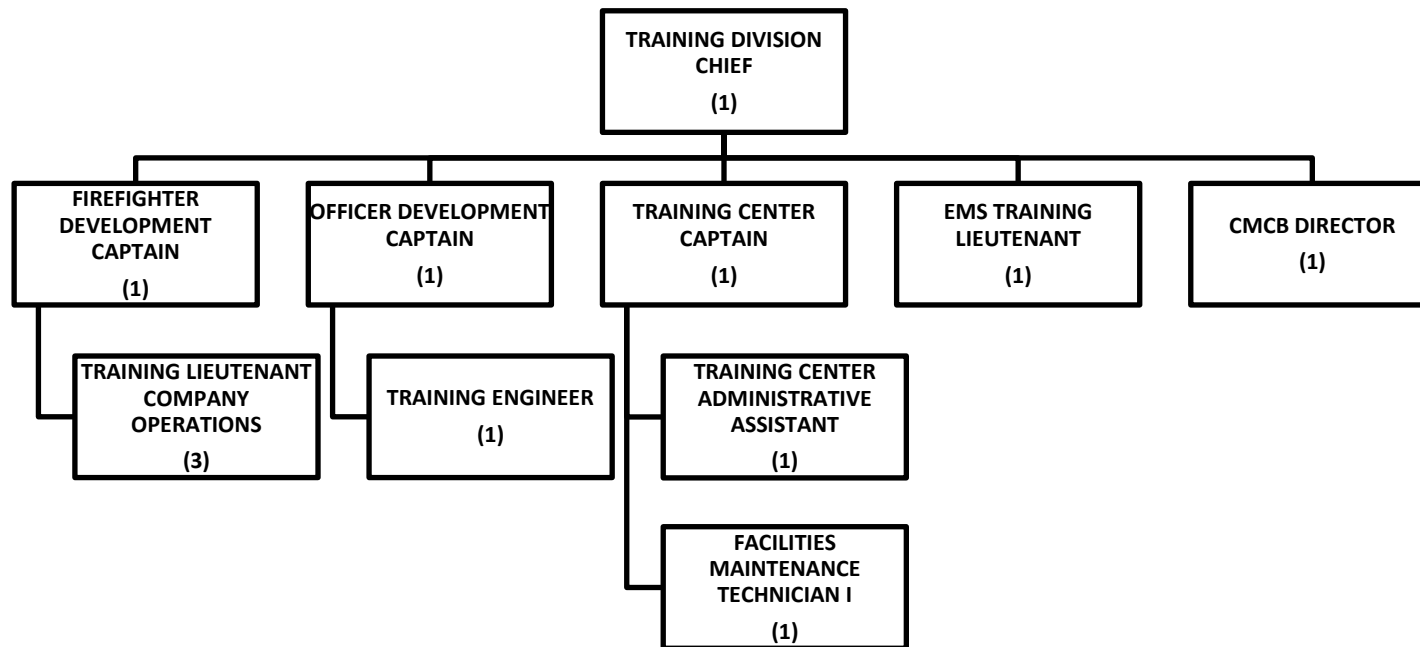 TRAINING DIVISION
CHIEF
(1)
FIREFIGHTER
DEVELOPMENT
CAPTAIN
(1)
OFFICER DEVELOPMENT
CAPTAIN
(1)
TRAINING CENTER
CAPTAIN
(1)
EMS TRAINING
LIEUTENANT
(1)
CMCB DIRECTOR
(1)
TRAINING LIEUTENANT
COMPANY
OPERATIONS
(3)
TRAINING ENGINEER
(1)
TRAINING CENTER
ADMINISTRATIVE
ASSISTANT
(1)
FACILITIES
MAINTENANCE
TECHNICIAN I
(1)